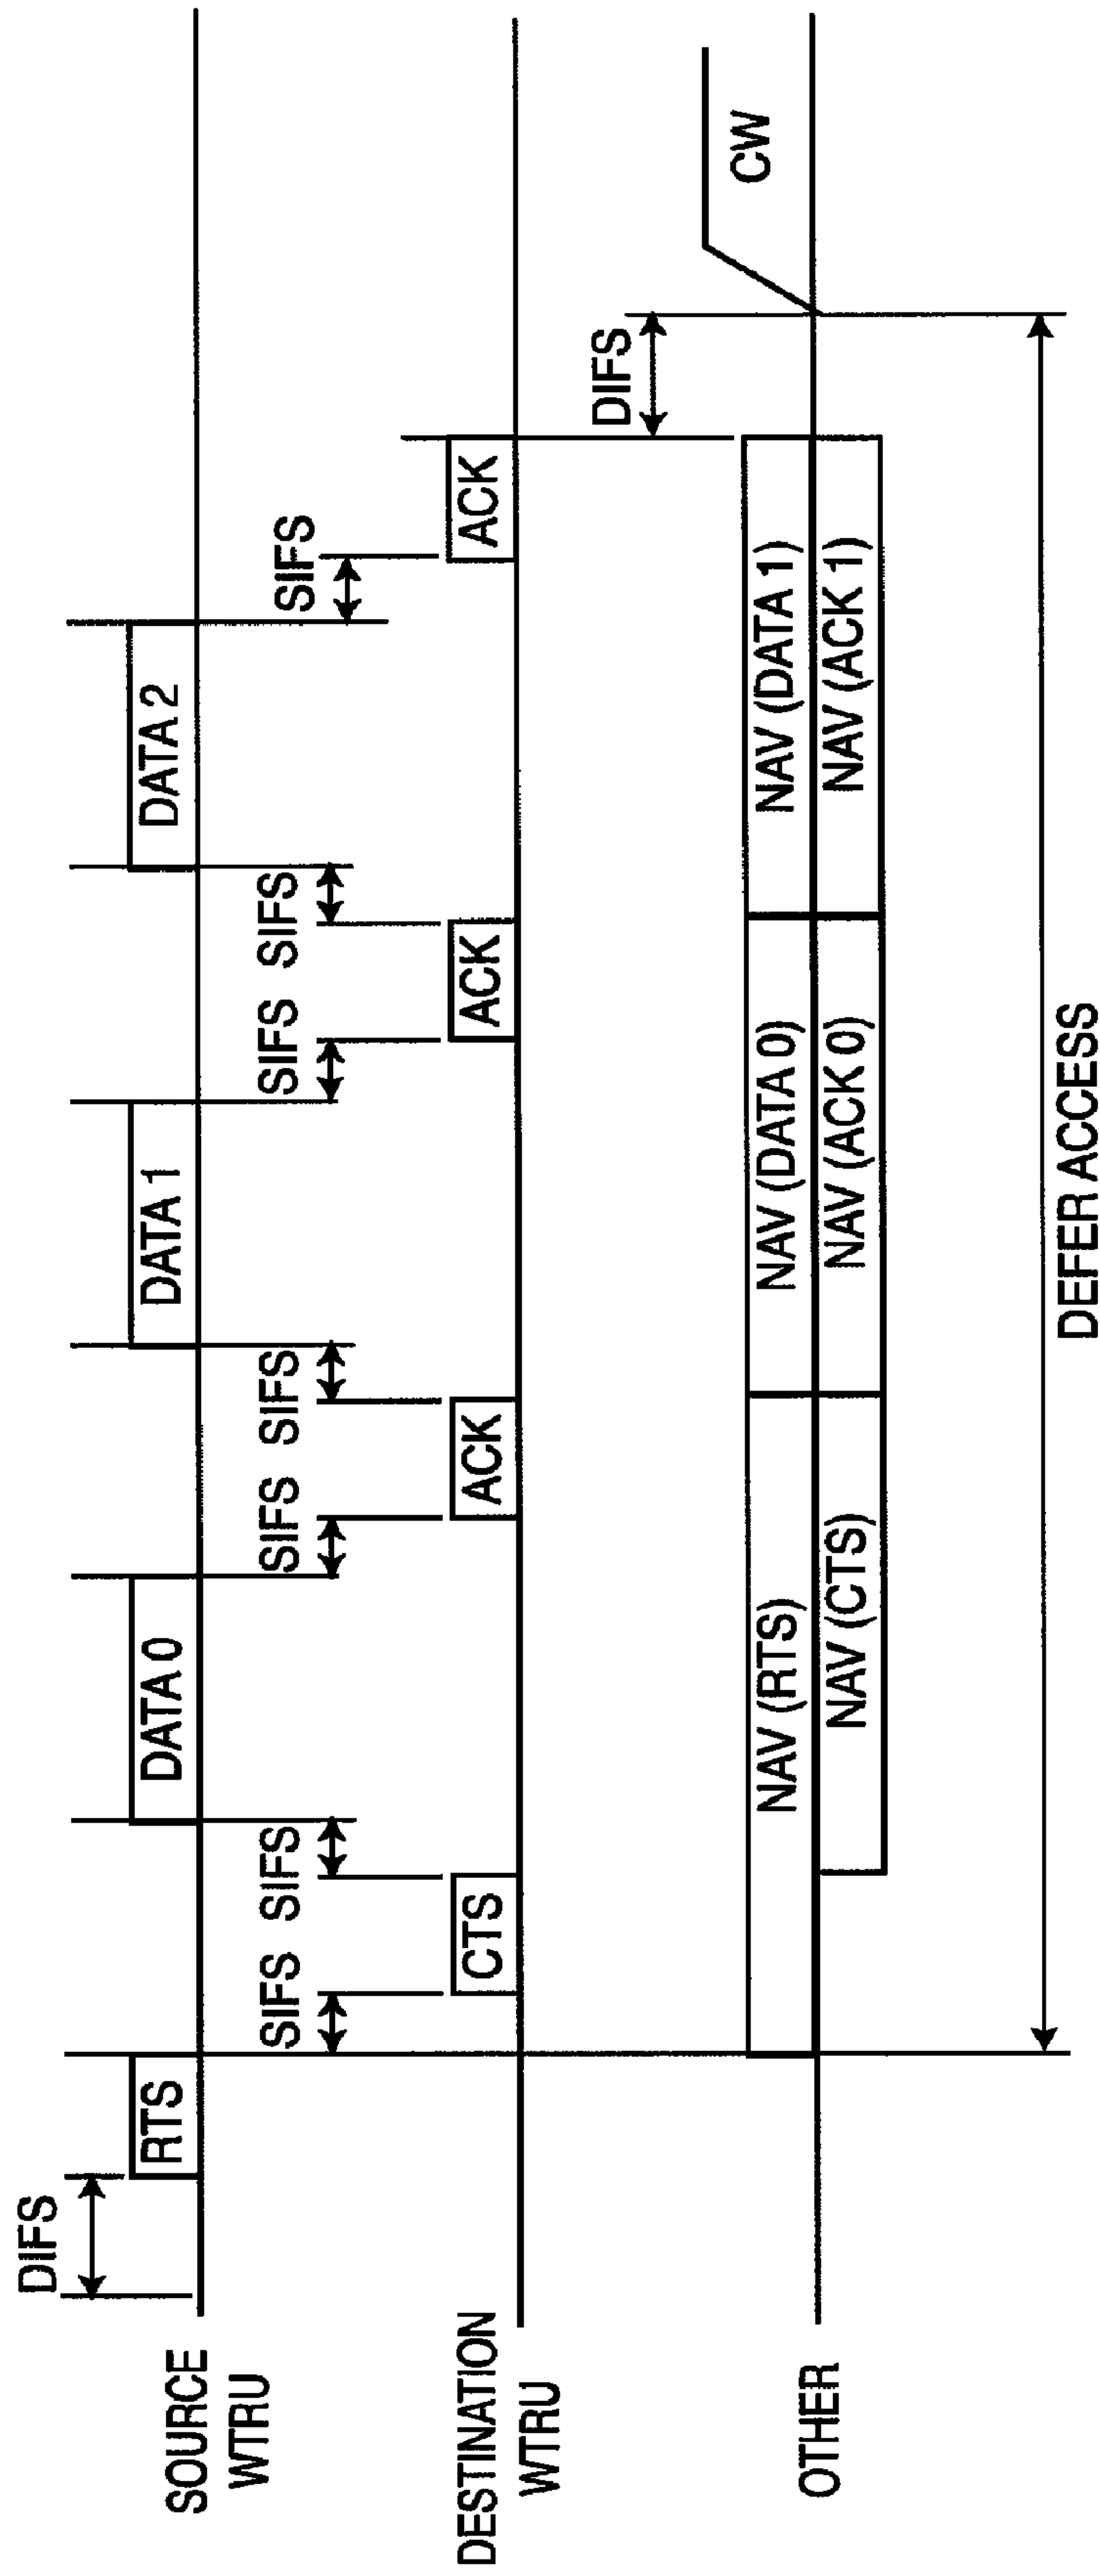 DIFS
SOURCE
WTRU
RTS
DATA 0
DATA 1
DATA 2
SIFS
SIFS
SIFS
SIFS
SIFS
SIFS
SIFS
DESTINATION
WTRU
CTS
ACK
ACK
ACK
DIFS
OTHER
NAV (RTS)
NAV (DATA 0)
NAV (DATA 1)
CW
NAV (CTS)
NAV (ACK 0)
NAV (ACK 1)
DEFER ACCESS